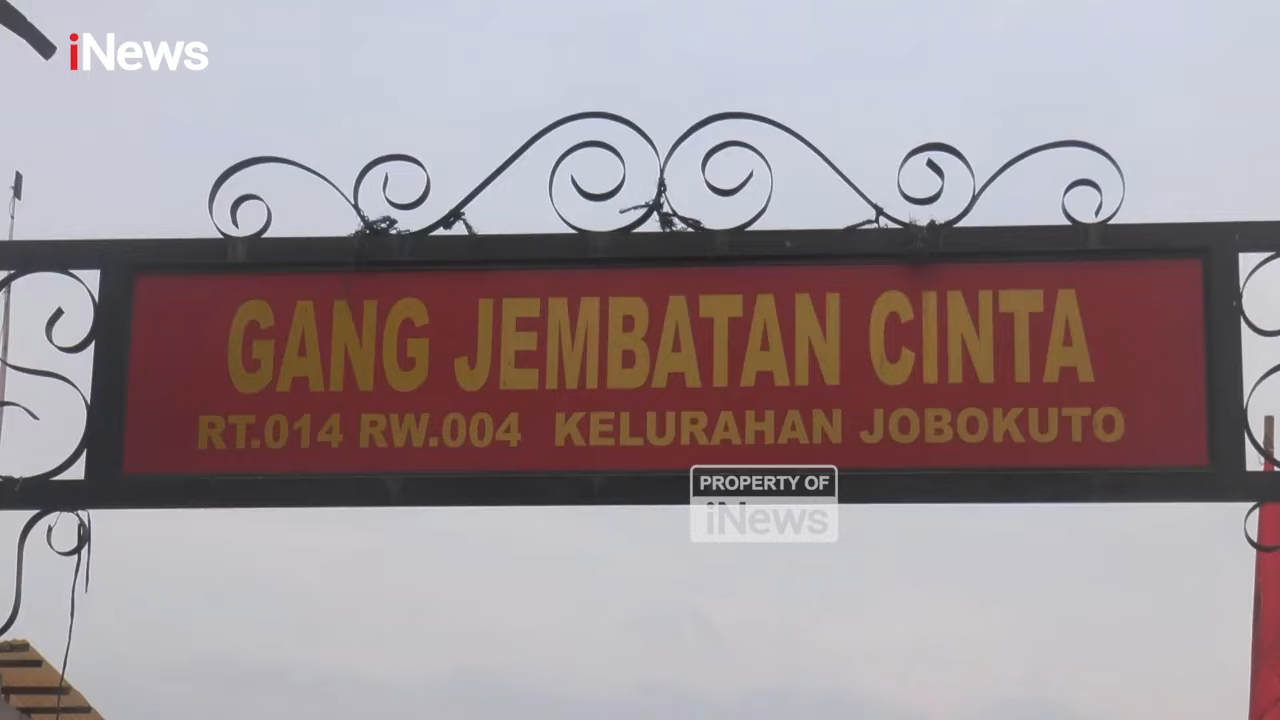 iNews
GANG JEMBATAN CINTA
RT.014 RW.004 KELURAHAN JOBOKUTO
PROPERTY OF
iNews